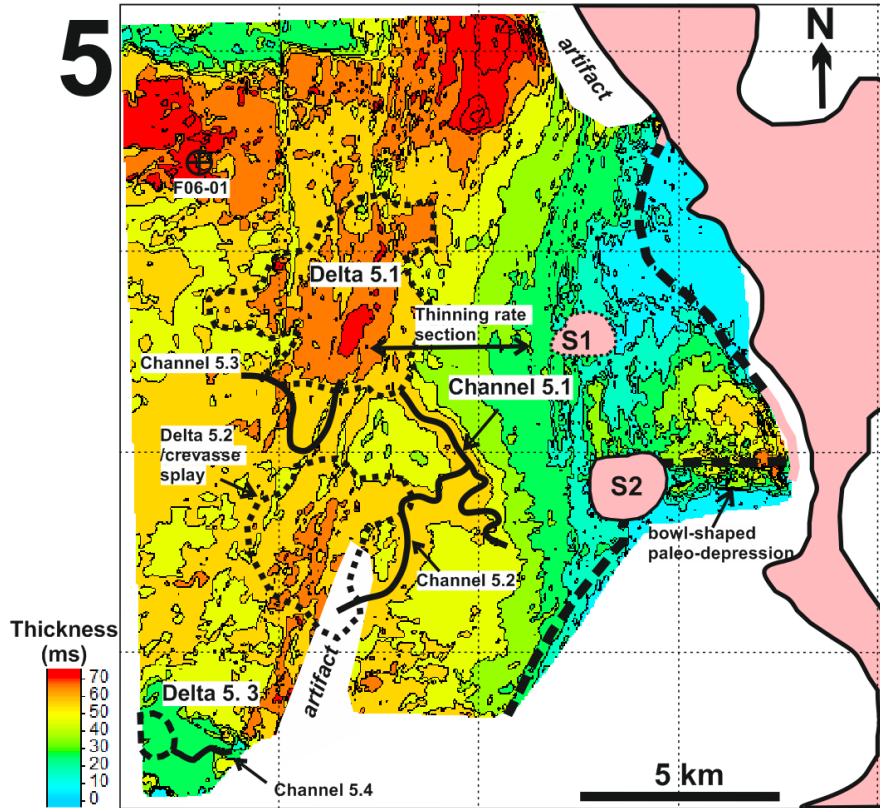 5
artifact
N
F06-01
Delta 5.1
Thinning rate
section
S1
Channel 5.3
Channel 5.1
Delta 5.2
/crevasse
splay
S2
bowl-shaped
paleo-depression
Channel 5.2
Thickness
(ms)
70
60
50
40
30
20
10
0
artifact
Delta 5. 3
Channel 5.4
5 km